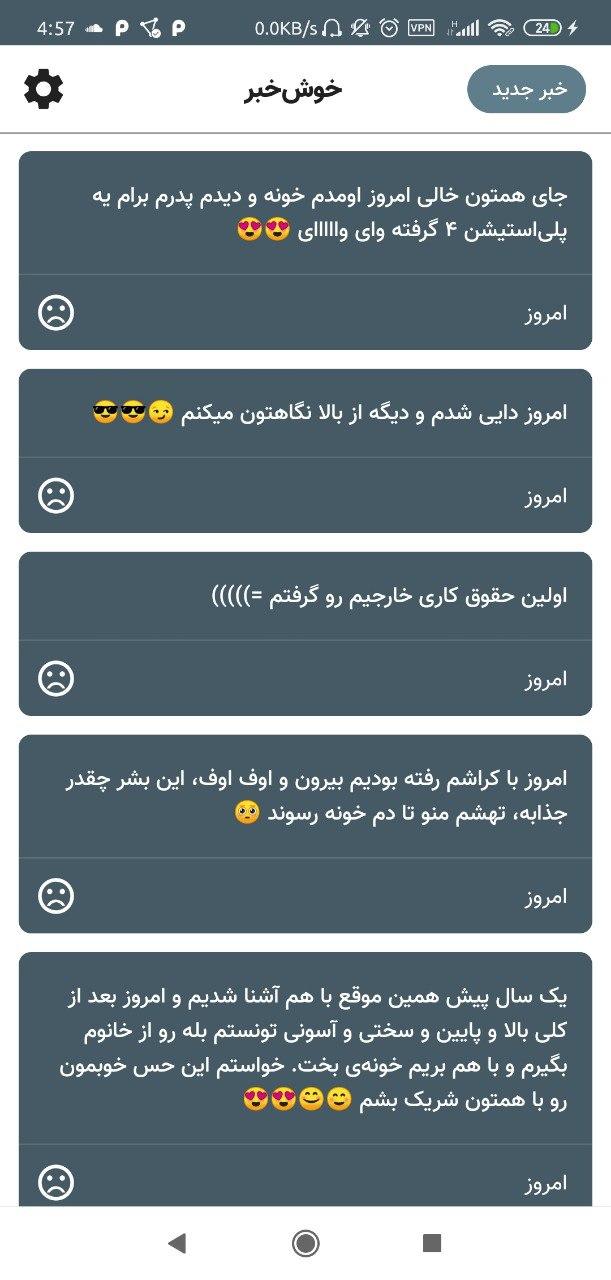 4:57
0.0KB/s
VPN
H
24
خبر جدید
خوش‌خبر
جای همتون خالی امروز اومدم خونه و دیدم پدرم برام یه
پلی‌استیشن ۴ گرفته وای واااااای 😍😍
امروز
امروز دایی شدم و دیگه از بالا نگاهتون میکنم 😏😎😎
امروز
اولین حقوق کاری خارجیم رو گرفتم =)))))
امروز
امروز با کراشم رفته بودیم بیرون و اوف اوف، این بشر چقدر
جذابه، تهشم منو تا دم خونه رسوند 🥺
امروز
یک سال پیش همین موقع با هم آشنا شدیم و امروز بعد از
کلی بالا و پایین و سختی و آسونی تونستم بله رو از خانوم
بگیرم و با هم بریم خونه‌ی بخت. خواستم این حس خوبمون
رو با همتون شریک بشم 😊😊😍😍
امروز